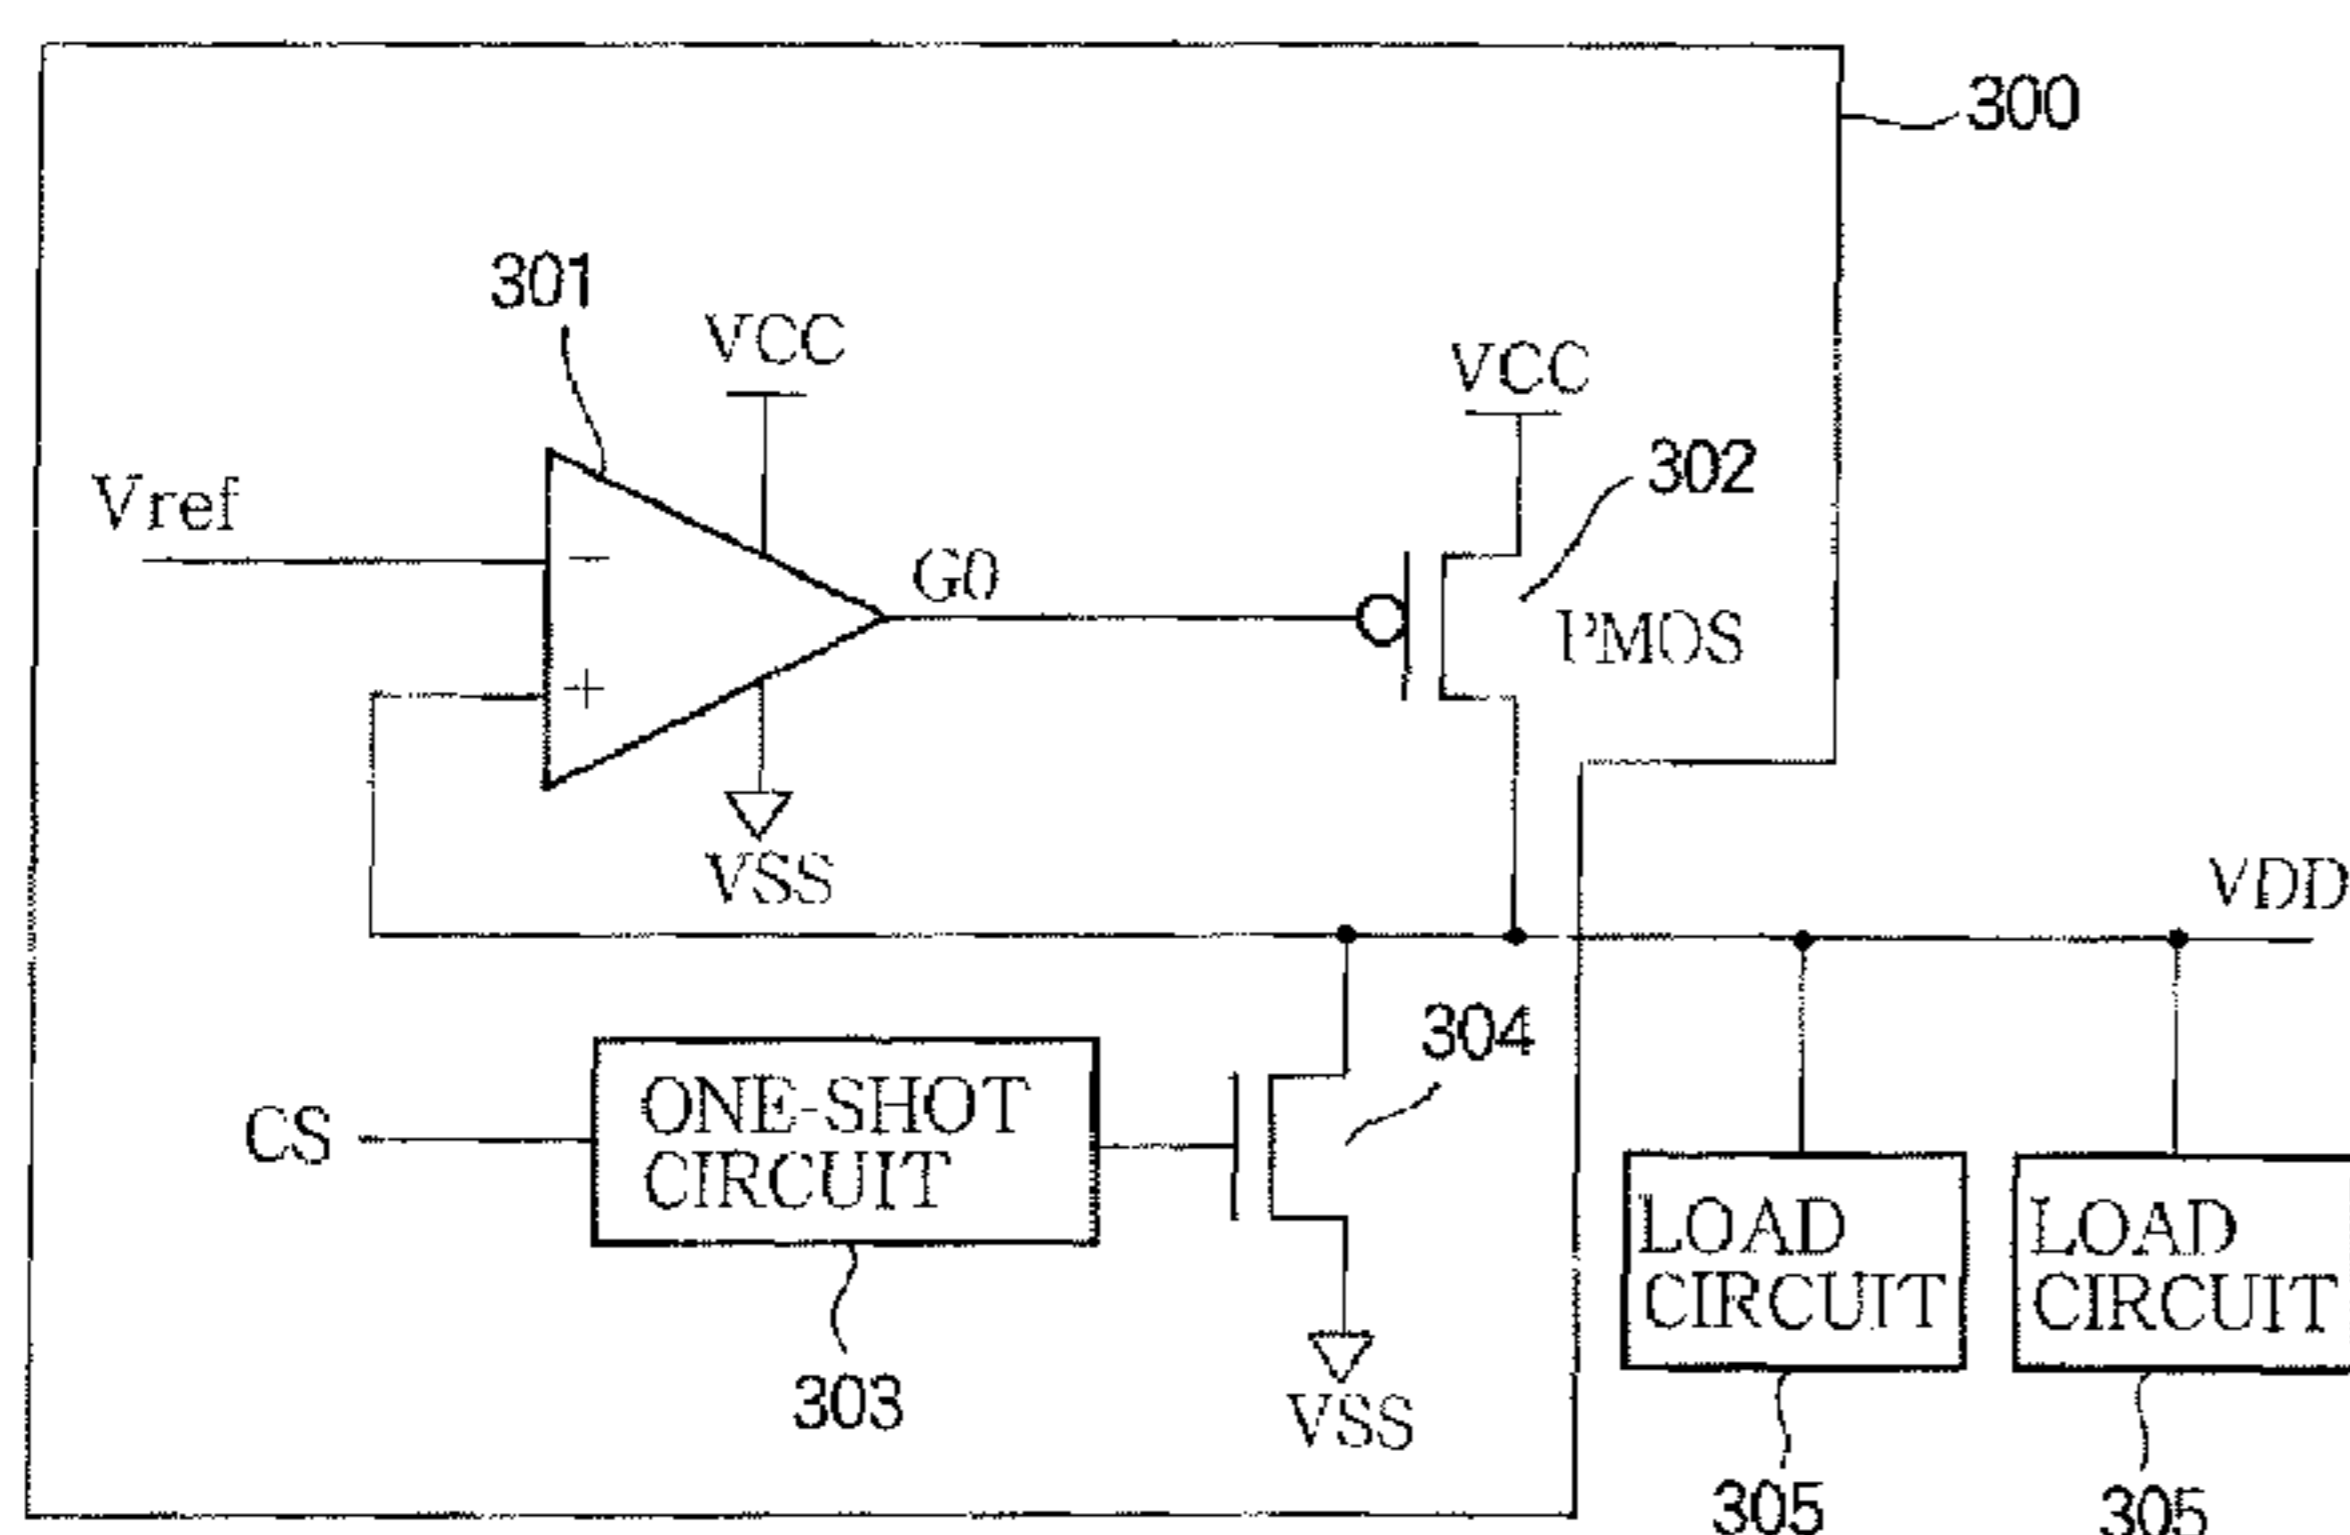 300
301
VCC
VCC
302
Vref
−
G0
PMOS
+
VSS
VDD
304
ONE-SHOT
CIRCUIT
CS
LOAD
CIRCUIT
LOAD
CIRCUIT
303
VSS
305
305